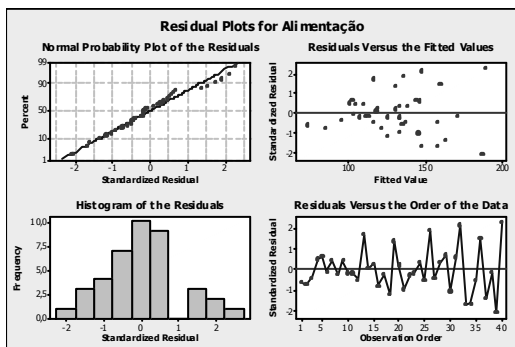 Residual Plots for Alimentação
Normal Probability Plot of the Residuals
Residuals Versus the Fitted Values
99
90
50
10
1
Percent
-2 -1 0 1 2
Standardized Residual
2
1
0
-1
-2
Standardized Residual
100 150 200
Fitted Value
Histogram of the Residuals
Residuals Versus the Order of the Data
10,0
7,5
5,0
2,5
0,0
Frequency
-2 -1 0 1 2
Standardized Residual
2
1
0
-1
-2
Standardized Residual
1 5 10 15 20 25 30 35 40
Observation Order